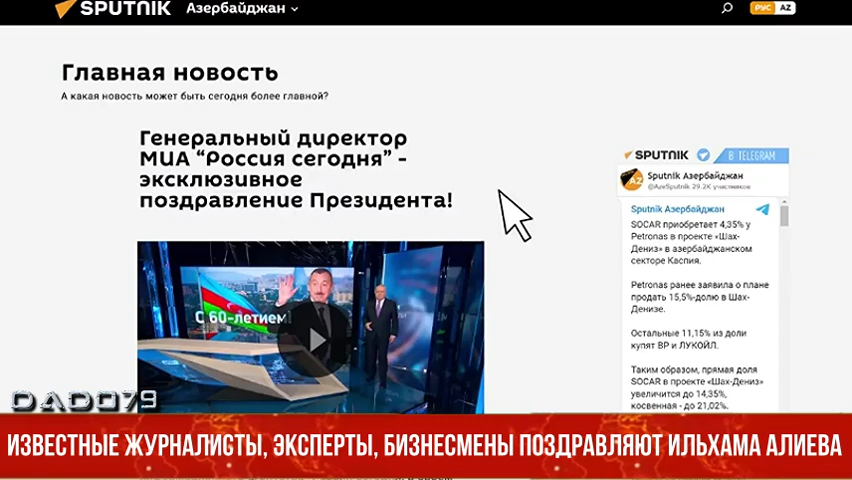 SPUTNIK Азербайджан
РУС AZ
Главная новость
А какая новость может быть сегодня более главной?
Генеральный директор
МИА “Россия сегодня” -
эксклюзивное
поздравление Президента!
SPUTNIK В TELEGRAM
AZ
Sputnik Азербайджан
@AzeSputnik 29.2K участников
Sputnik Азербайджан
SOCAR приобретает 4,35% у
Petronas в проекте «Шах-
Дениз» в азербайджанском
секторе Каспия.
Petronas ранее заявила о плане
продать 15,5%-долю в Шах-
Денизе.
Остальные 11,15% из доли
купят BP и ЛУКОЙЛ.
Таким образом, прямая доля
SOCAR в проекте «Шах-Дениз»
увеличится до 14,35%,
косвенная - до 21,02%.
С 60-летием
DADO79
ИЗВЕСТНЫЕ ЖУРНАЛИСТЫ, ЭКСПЕРТЫ, БИЗНЕСМЕНЫ ПОЗДРАВЛЯЮТ ИЛЬХАМА АЛИЕВА